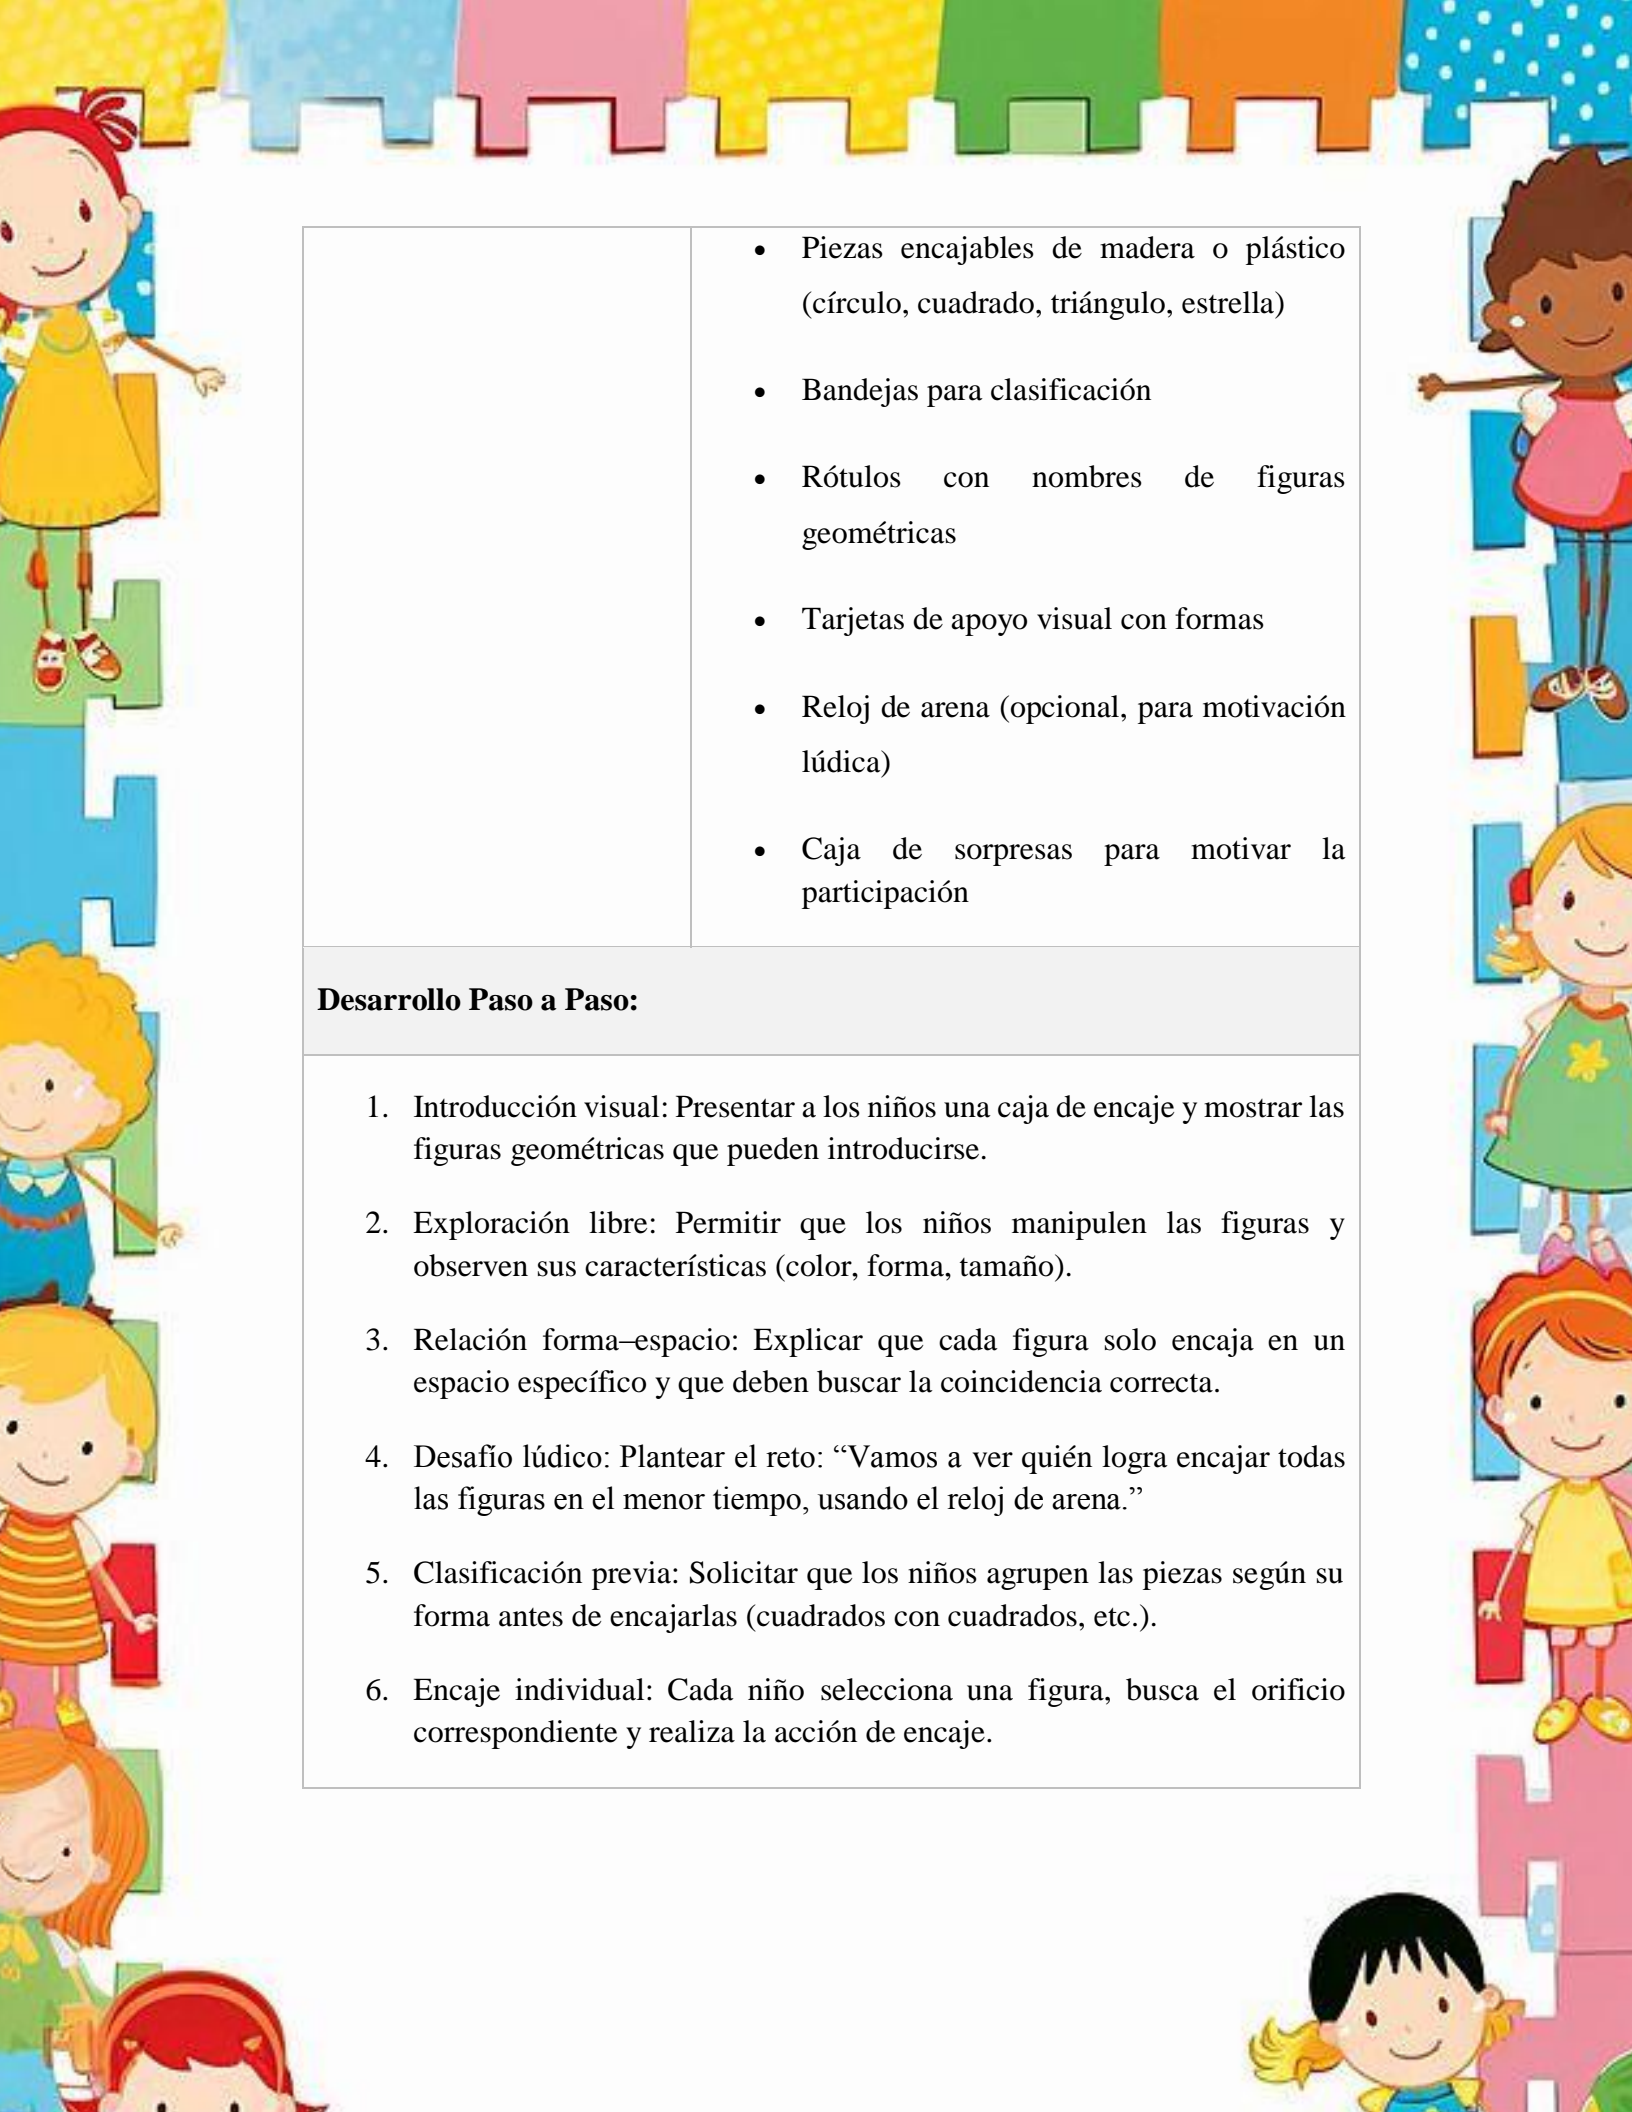 • Piezas encajables de madera o plástico
(círculo, cuadrado, triángulo, estrella)
• Bandejas para clasificación
• Rótulos con nombres de figuras
geométricas
• Tarjetas de apoyo visual con formas
• Reloj de arena (opcional, para motivación
lúdica)
• Caja de sorpresas para motivar la
participación
Desarrollo Paso a Paso:
1. Introducción visual: Presentar a los niños una caja de encaje y mostrar las
figuras geométricas que pueden introducirse.
2. Exploración libre: Permitir que los niños manipulen las figuras y
observen sus características (color, forma, tamaño).
3. Relación forma–espacio: Explicar que cada figura solo encaja en un
espacio específico y que deben buscar la coincidencia correcta.
4. Desafío lúdico: Plantear el reto: “Vamos a ver quién logra encajar todas
las figuras en el menor tiempo, usando el reloj de arena.”
5. Clasificación previa: Solicitar que los niños agrupen las piezas según su
forma antes de encajarlas (cuadrados con cuadrados, etc.).
6. Encaje individual: Cada niño selecciona una figura, busca el orificio
correspondiente y realiza la acción de encaje.